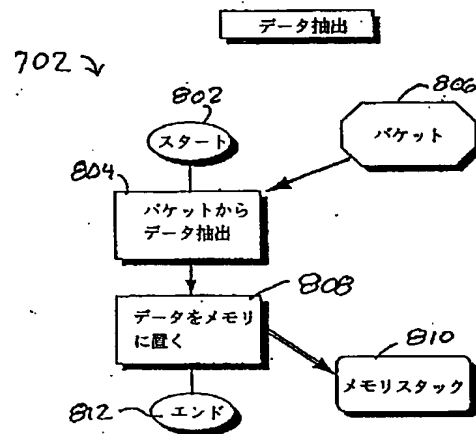 データ抽出
702
802
806
スタート
パケット
804
パケットから
データ抽出
808
データをメモリ
に置く
810
メモリスタック
812
エンド